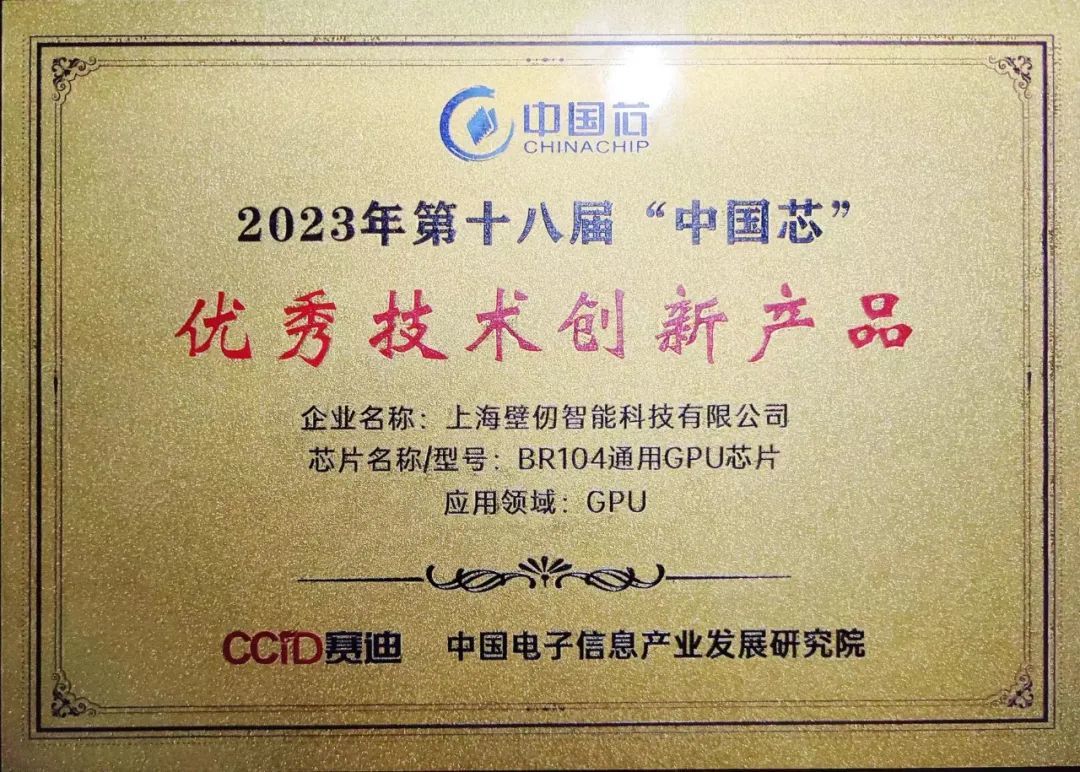 中国芯
CHINACHIP
2023年第十八届“中国芯”
优秀技术创新产品
企业名称：上海壁仞智能科技有限公司
芯片名称/型号：BR104通用GPU芯片
应用领域：GPU
CCID赛迪 中国电子信息产业发展研究院